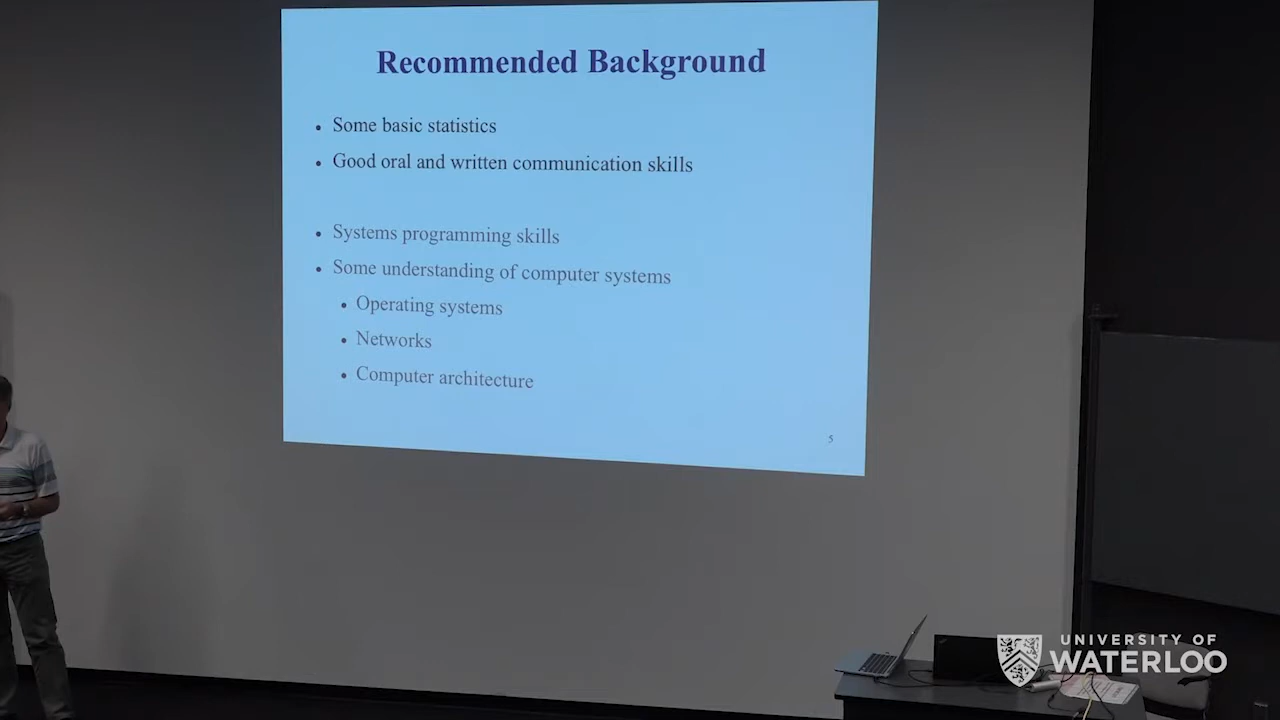 Recommended Background
• Some basic statistics
• Good oral and written communication skills
• Systems programming skills
• Some understanding of computer systems
• Operating systems
• Networks
• Computer architecture
5
UNIVERSITY OF
WATERLOO